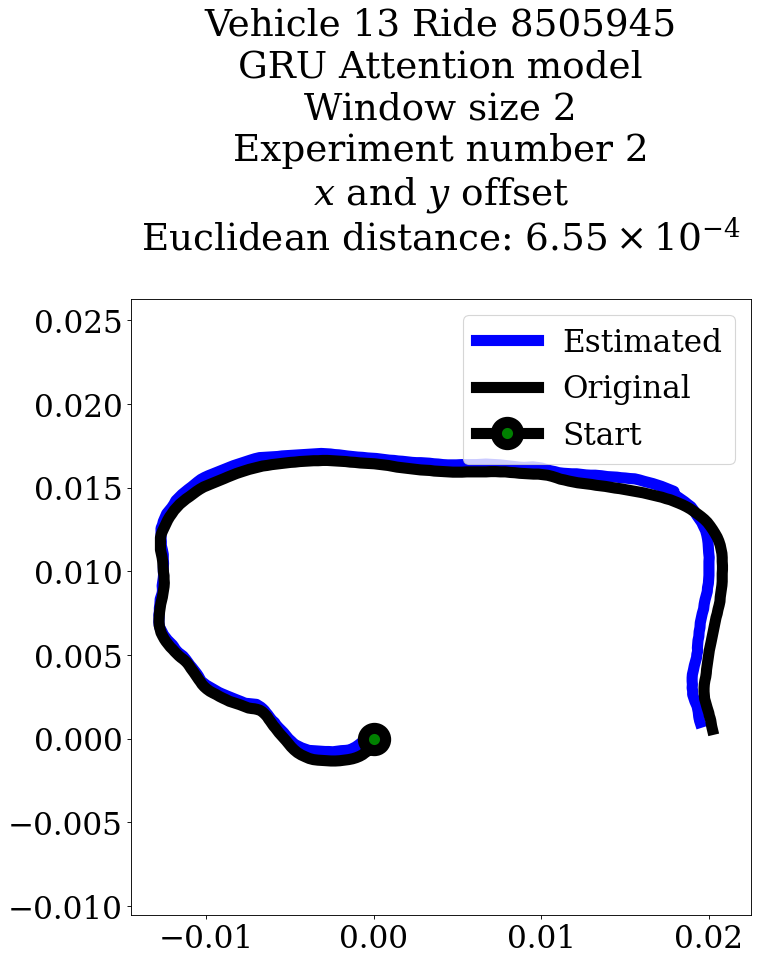 Vehicle 13 Ride 8505945
GRU Attention model
Window size 2
Experiment number 2
x and y offset
Euclidean distance: 6.55 × 10⁻⁴
Estimated
Original
Start
0.025
0.020
0.015
0.010
0.005
0.000
−0.005
−0.010
−0.01
0.00
0.01
0.02